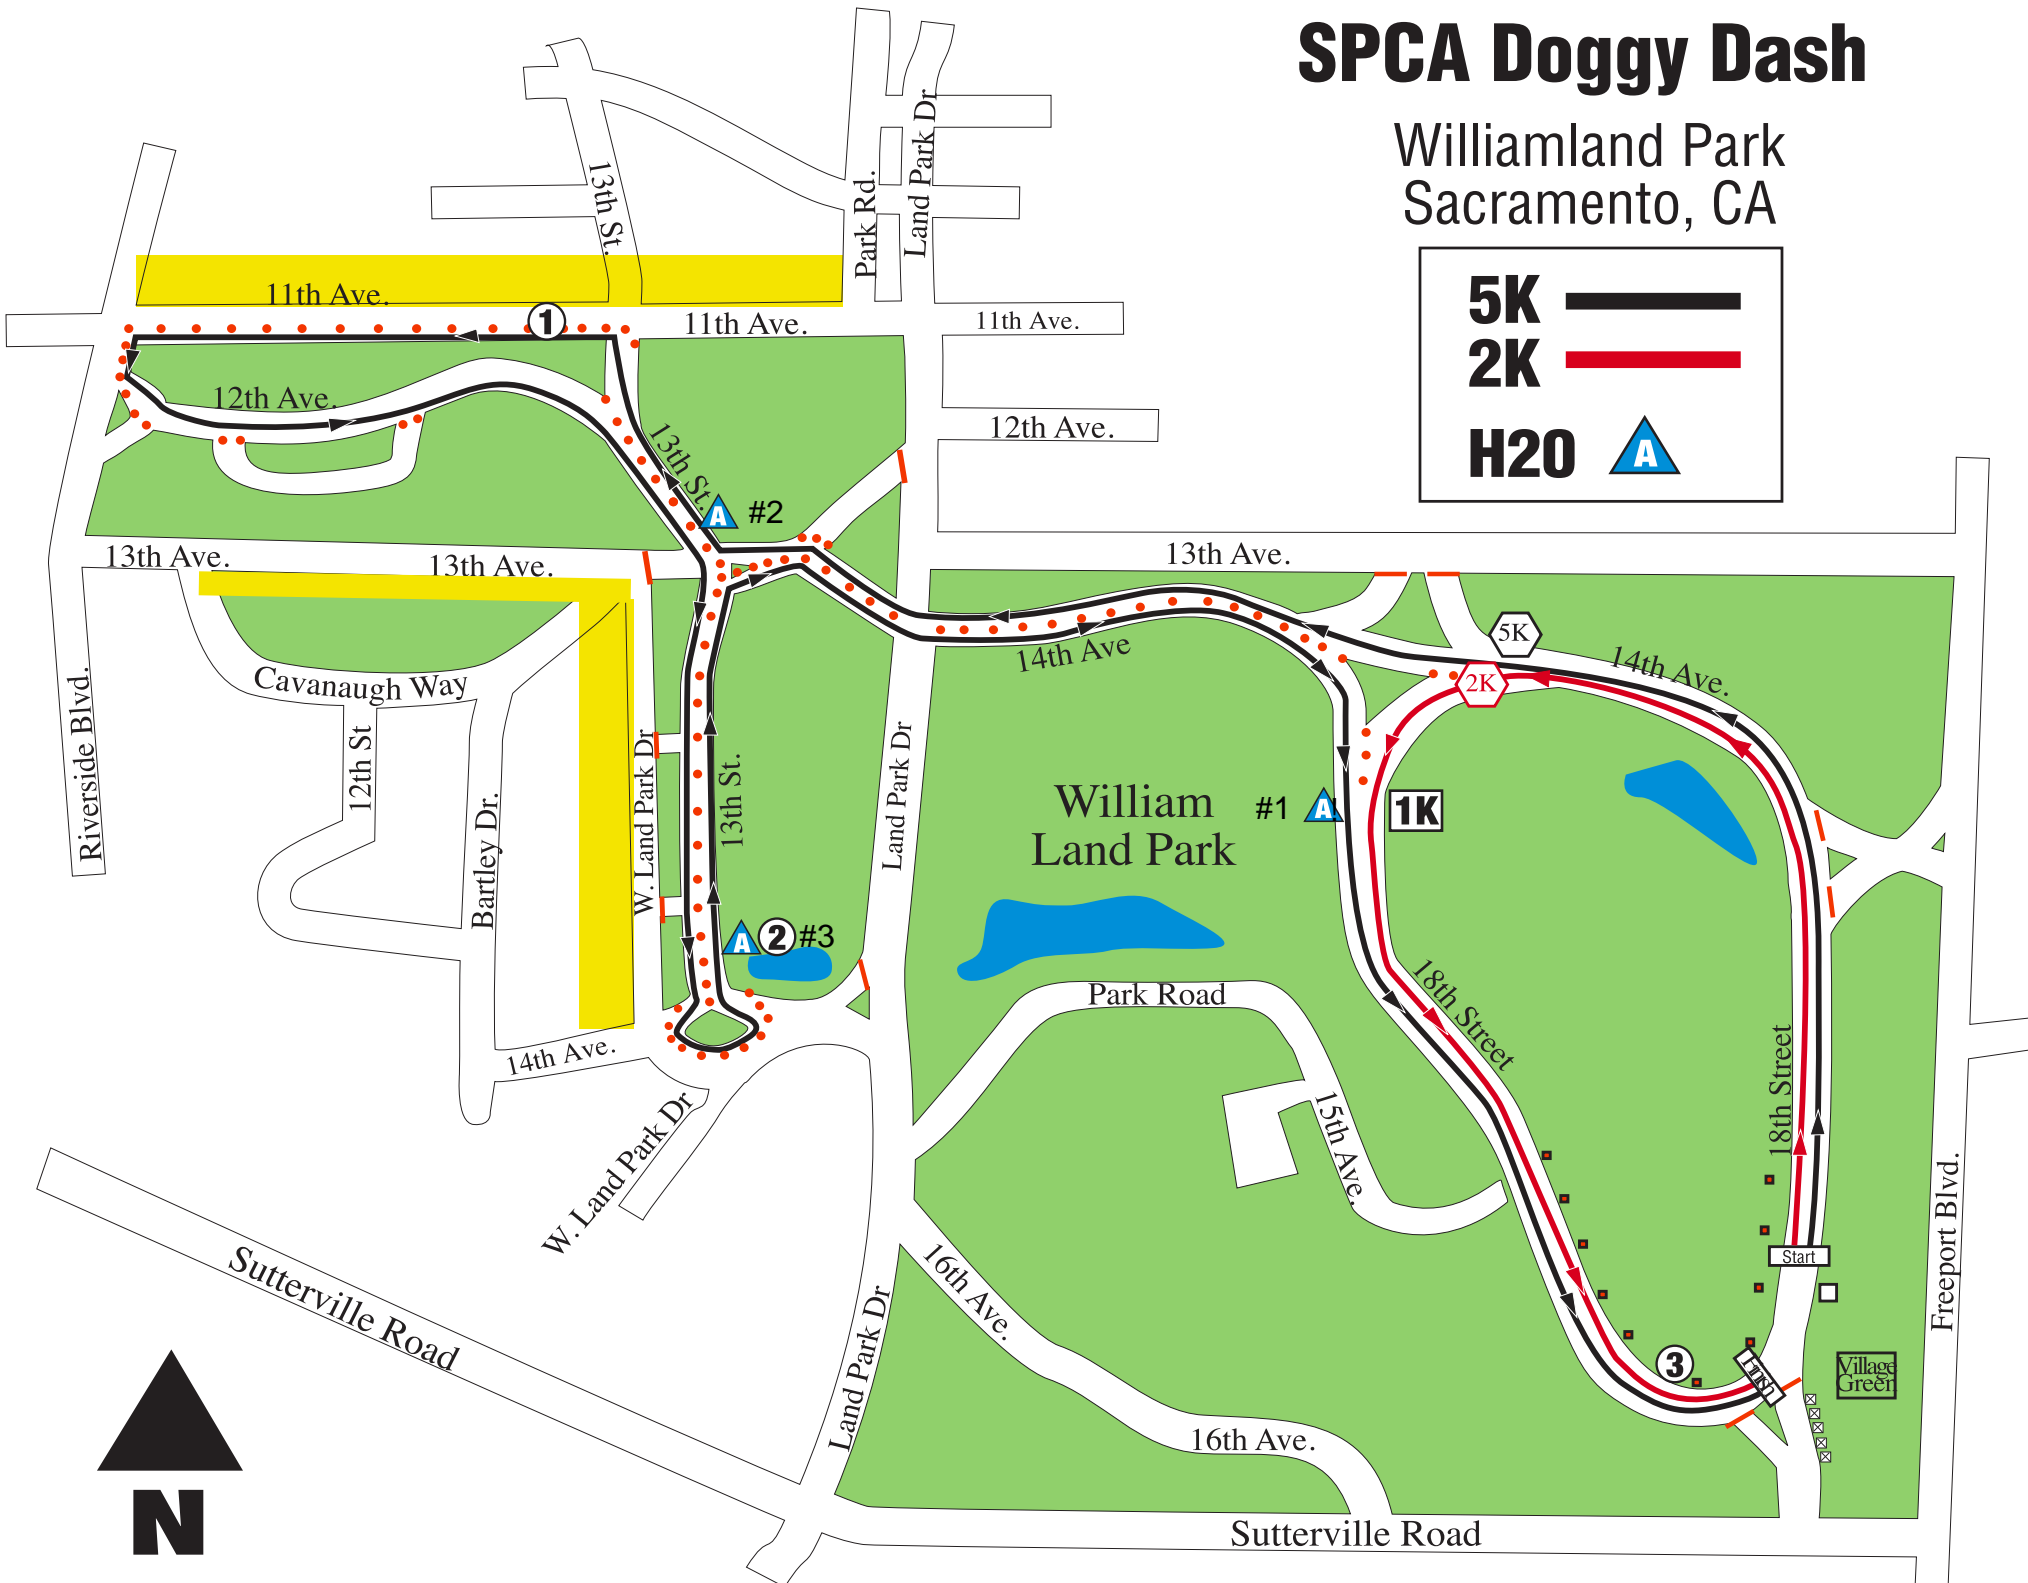 SPCA Doggy Dash
Williamland Park
Sacramento, CA
5K
2K
H20 A
13th St.
Park Rd.
Land Park Dr
11th Ave.
1
11th Ave.
11th Ave.
12th Ave.
12th Ave.
13th St.
A #2
13th Ave.
13th Ave.
13th Ave.
14th Ave
5K
14th Ave.
2K
Cavanaugh Way
Riverside Blvd.
12th St
Bartley Dr.
W. Land Park Dr
13th St.
Land Park Dr
William
Land Park
#1 A
1K
A 2 #3
Park Road
18th Street
18th Street
14th Ave.
15th Ave.
W. Land Park Dr
Freeport Blvd.
Start
16th Ave.
Sutterville Road
Land Park Dr
3
Finish
Village
Green
16th Ave.
N
Sutterville Road